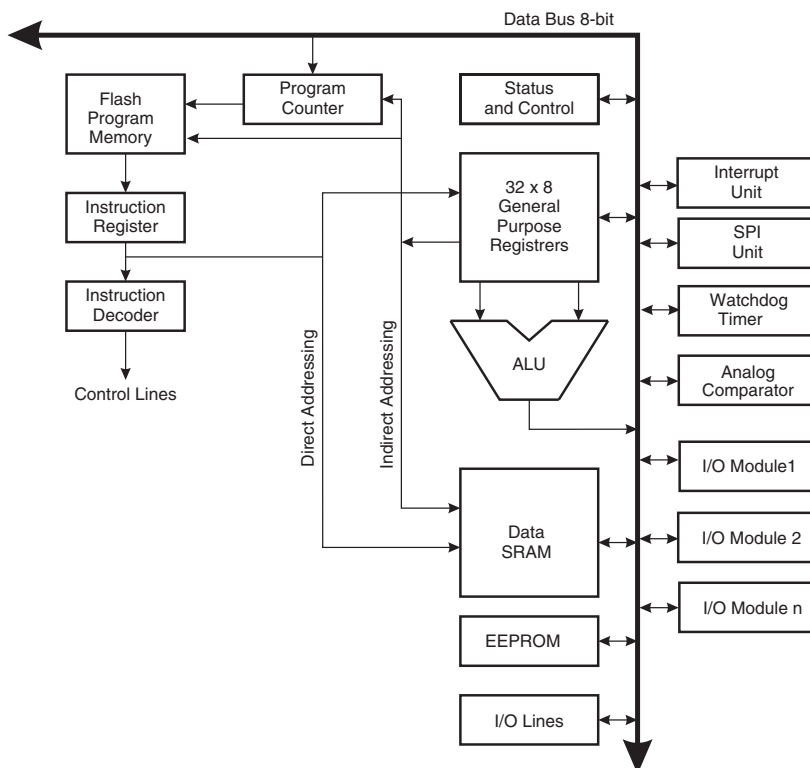 Data Bus 8-bit
Flash
Program
Memory
Program
Counter
Status
and Control
Instruction
Register
32 x 8
General
Purpose
Registrers
Interrupt
Unit
SPI
Unit
Instruction
Decoder
Watchdog
Timer
ALU
Analog
Comparator
Control Lines
Direct Addressing
Indirect Addressing
I/O Module1
Data
SRAM
I/O Module 2
I/O Module n
EEPROM
I/O Lines